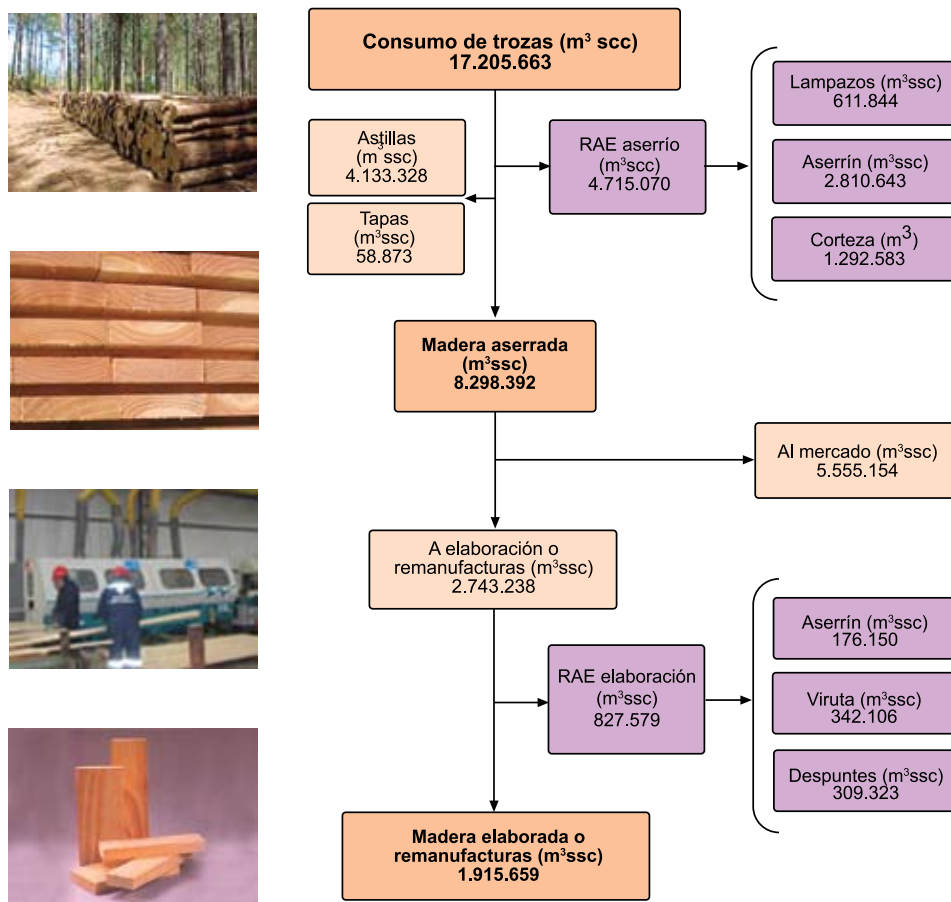 Consumo de trozas (m³ scc)
17.205.663
Astillas
(m³ ssc)
4.133.328
Tapas
(m³ssc)
58.873
RAE aserrío
(m³scc)
4.715.070
Lampazos (m³ssc)
611.844
Aserrín (m³ssc)
2.810.643
Corteza (m³)
1.292.583
Madera aserrada
(m³ssc)
8.298.392
Al mercado (m³ssc)
5.555.154
A elaboración o
remanufacturas (m³ssc)
2.743.238
RAE elaboración
(m³ssc)
827.579
Aserrín (m³ssc)
176.150
Viruta (m³ssc)
342.106
Despuntes (m³ssc)
309.323
Madera elaborada o
remanufacturas (m³ssc)
1.915.659